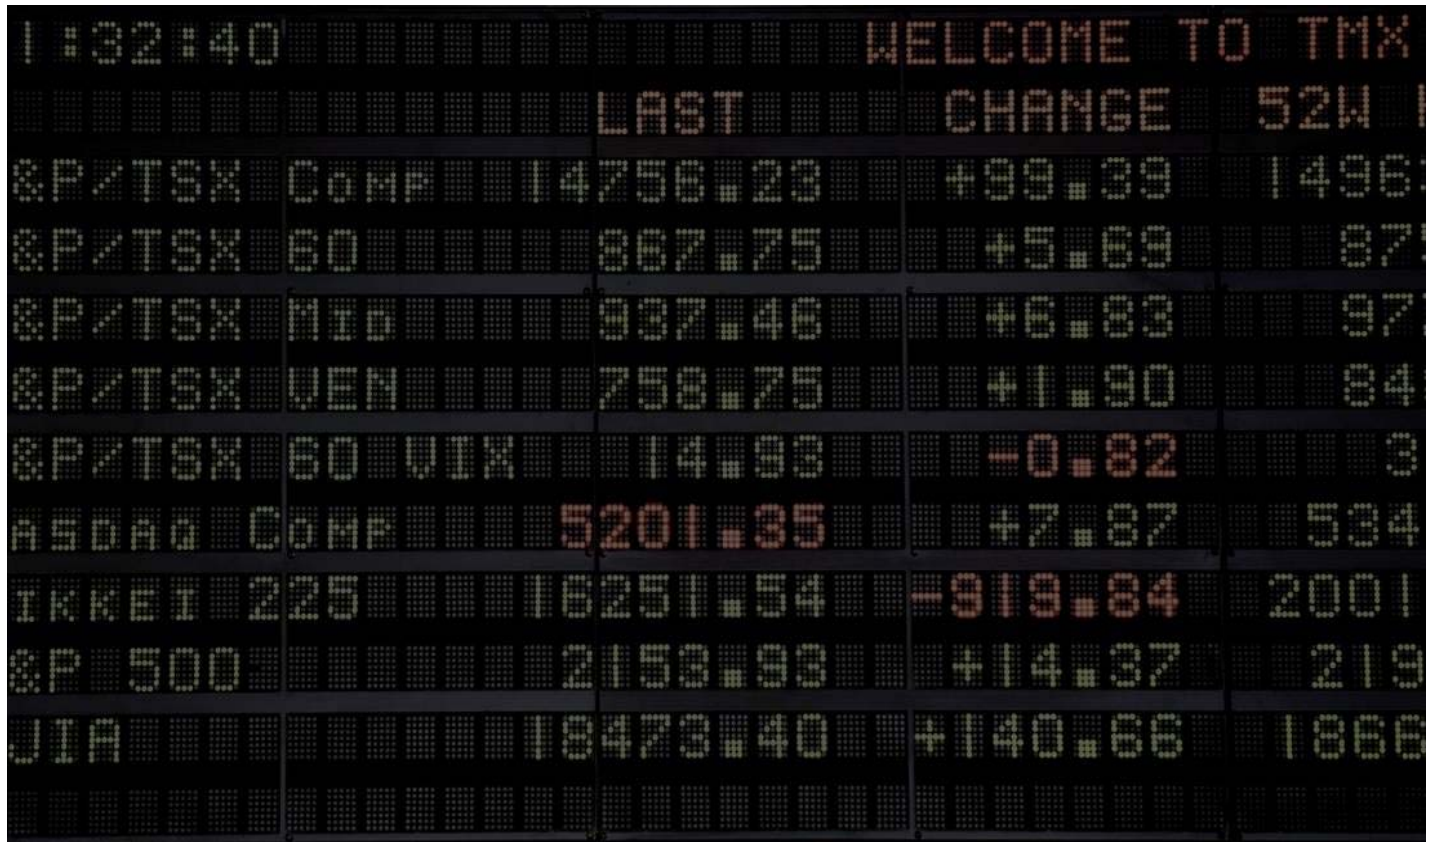 1:32:40 WELCOME TO TMX
LAST CHANGE 52W
&P/TSX COMP 14756.23 +99.39 1496
&P/TSX 60 867.75 +5.69 87
&P/TSX MID 937.46 +6.83 97
&P/TSX VEN 758.75 +1.90 84
&P/TSX 60 VIX 14.93 -0.82 3
ASDAQ COMP 5201.35 +7.87 534
IKKEI 225 16251.54 -919.84 2001
&P 500 2153.93 +14.37 219
JIA 18473.40 +140.66 1866